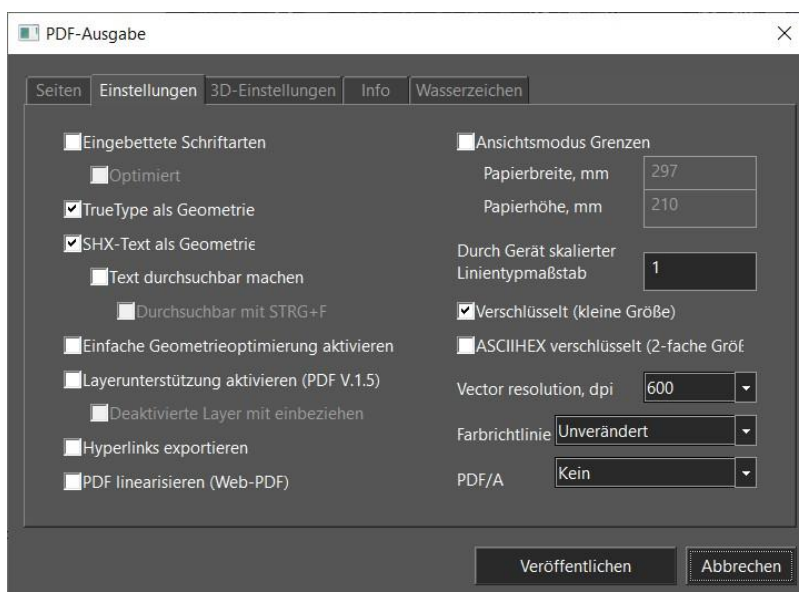 PDF-Ausgabe
Seiten Einstellungen 3D-Einstellungen Info Wasserzeichen
Eingebettete Schriftarten
Optimiert
TrueType als Geometrie
SHX-Text als Geometrie
Text durchsuchbar machen
Durchsuchbar mit STRG+F
Einfache Geometrieoptimierung aktivieren
Layerunterstützung aktivieren (PDF V.1.5)
Deaktivierte Layer mit einbeziehen
Hyperlinks exportieren
PDF linearisieren (Web-PDF)
Ansichtsmodus Grenzen
Papierbreite, mm 297
Papierhöhe, mm 210
Durch Gerät skalierter
Linientypmaßstab 1
Verschlüsselt (kleine Größe)
ASCIIHEX verschlüsselt (2-fache Größ
Vector resolution, dpi 600
Farbrichtlinie Unverändert
PDF/A Kein
Veröffentlichen Abbrechen